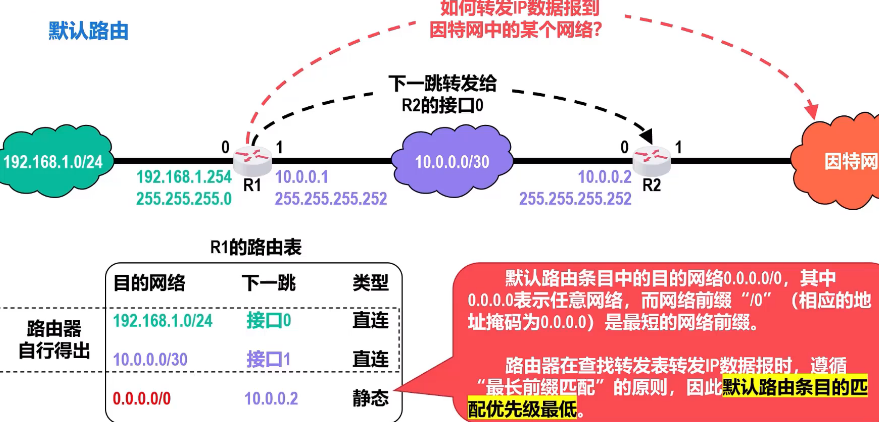 默认路由
如何转发IP数据报到
因特网中的某个网络？
下一跳转发给
R2的接口0
192.168.1.0/24
0
1
R1
192.168.1.254
255.255.255.0
10.0.0.1
255.255.255.252
10.0.0.0/30
0
1
R2
10.0.0.2
255.255.255.252
因特网
R1的路由表
目的网络 下一跳 类型
192.168.1.0/24 接口0 直连
10.0.0.0/30 接口1 直连
0.0.0.0/0 10.0.0.2 静态
路由器
自行得出
默认路由条目中的目的网络0.0.0.0/0，其中
0.0.0.0表示任意网络，而网络前缀“/0”（相应的地
址掩码为0.0.0.0）是最短的网络前缀。
路由器在查找转发表转发IP数据报时，遵循
“最长前缀匹配”的原则，因此默认路由条目的匹
配优先级最低。